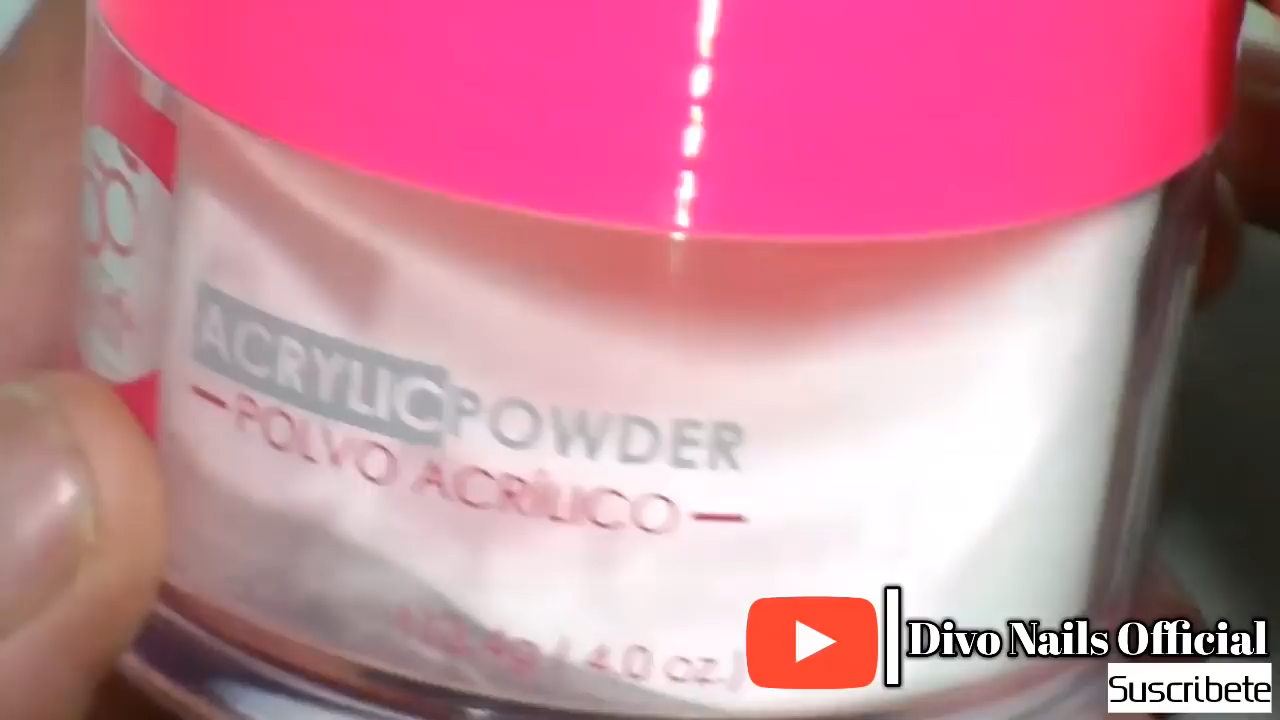 ACRYLIC POWDER
POLVO ACRÍLICO
4.0 oz.
Divo Nails Official
Suscribete